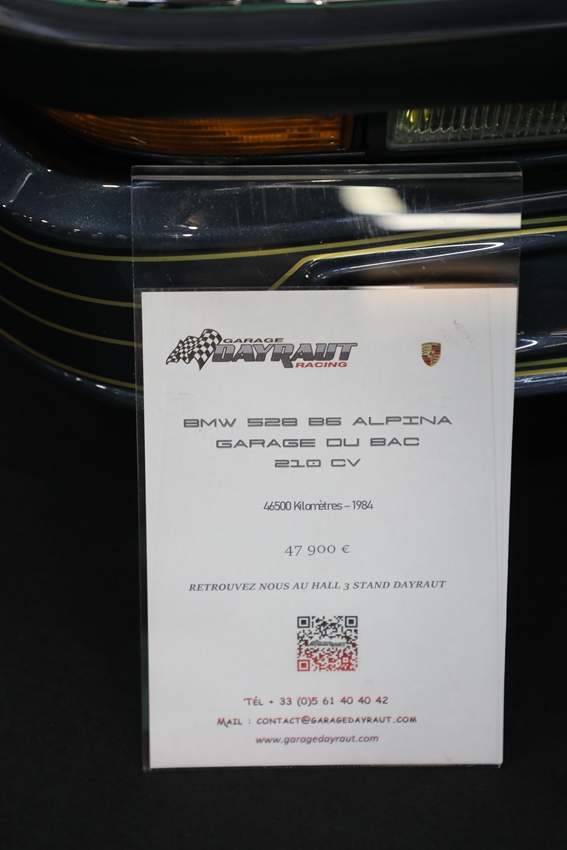 GARAGE
DAYRAUT
RACING
BMW 528 B6 ALPINA
GARAGE DU BAC
210 CV
46500 Kilomètres – 1984
47 900 €
RETROUVEZ NOUS AU HALL 3 STAND DAYRAUT
Tél + 33 (0)5 61 40 40 42
Mail : contact@garagedayraut.com
www.garagedayraut.com